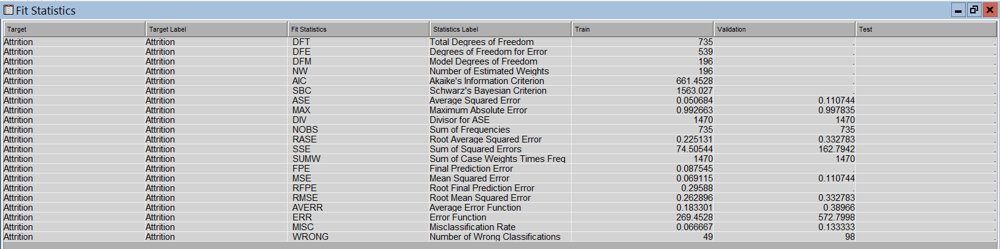 Fit Statistics
Target Target Label Fit Statistics Statistics Label Train Validation Test
Attrition Attrition DFT Total Degrees of Freedom 735 . .
Attrition Attrition DFE Degrees of Freedom for Error 539 . .
Attrition Attrition DFM Model Degrees of Freedom 196 . .
Attrition Attrition NW Number of Estimated Weights 196 . .
Attrition Attrition AIC Akaike's Information Criterion 661.4528 . .
Attrition Attrition SBC Schwarz's Bayesian Criterion 1563.027 . .
Attrition Attrition ASE Average Squared Error 0.050684 0.110744 .
Attrition Attrition MAX Maximum Absolute Error 0.992663 0.997835 .
Attrition Attrition DIV Divisor for ASE 1470 1470 .
Attrition Attrition NOBS Sum of Frequencies 735 735 .
Attrition Attrition RASE Root Average Squared Error 0.225131 0.332783 .
Attrition Attrition SSE Sum of Squared Errors 74.50544 162.7942 .
Attrition Attrition SUMW Sum of Case Weights Times Freq 1470 1470 .
Attrition Attrition FPE Final Prediction Error 0.087545 . .
Attrition Attrition MSE Mean Squared Error 0.069115 0.110744 .
Attrition Attrition RFPE Root Final Prediction Error 0.29588 . .
Attrition Attrition RMSE Root Mean Squared Error 0.262896 0.332783 .
Attrition Attrition AVERR Average Error Function 0.183301 0.38966 .
Attrition Attrition ERR Error Function 269.4528 572.7998 .
Attrition Attrition MISC Misclassification Rate 0.066667 0.133333 .
Attrition Attrition WRONG Number of Wrong Classifications 49 98 .